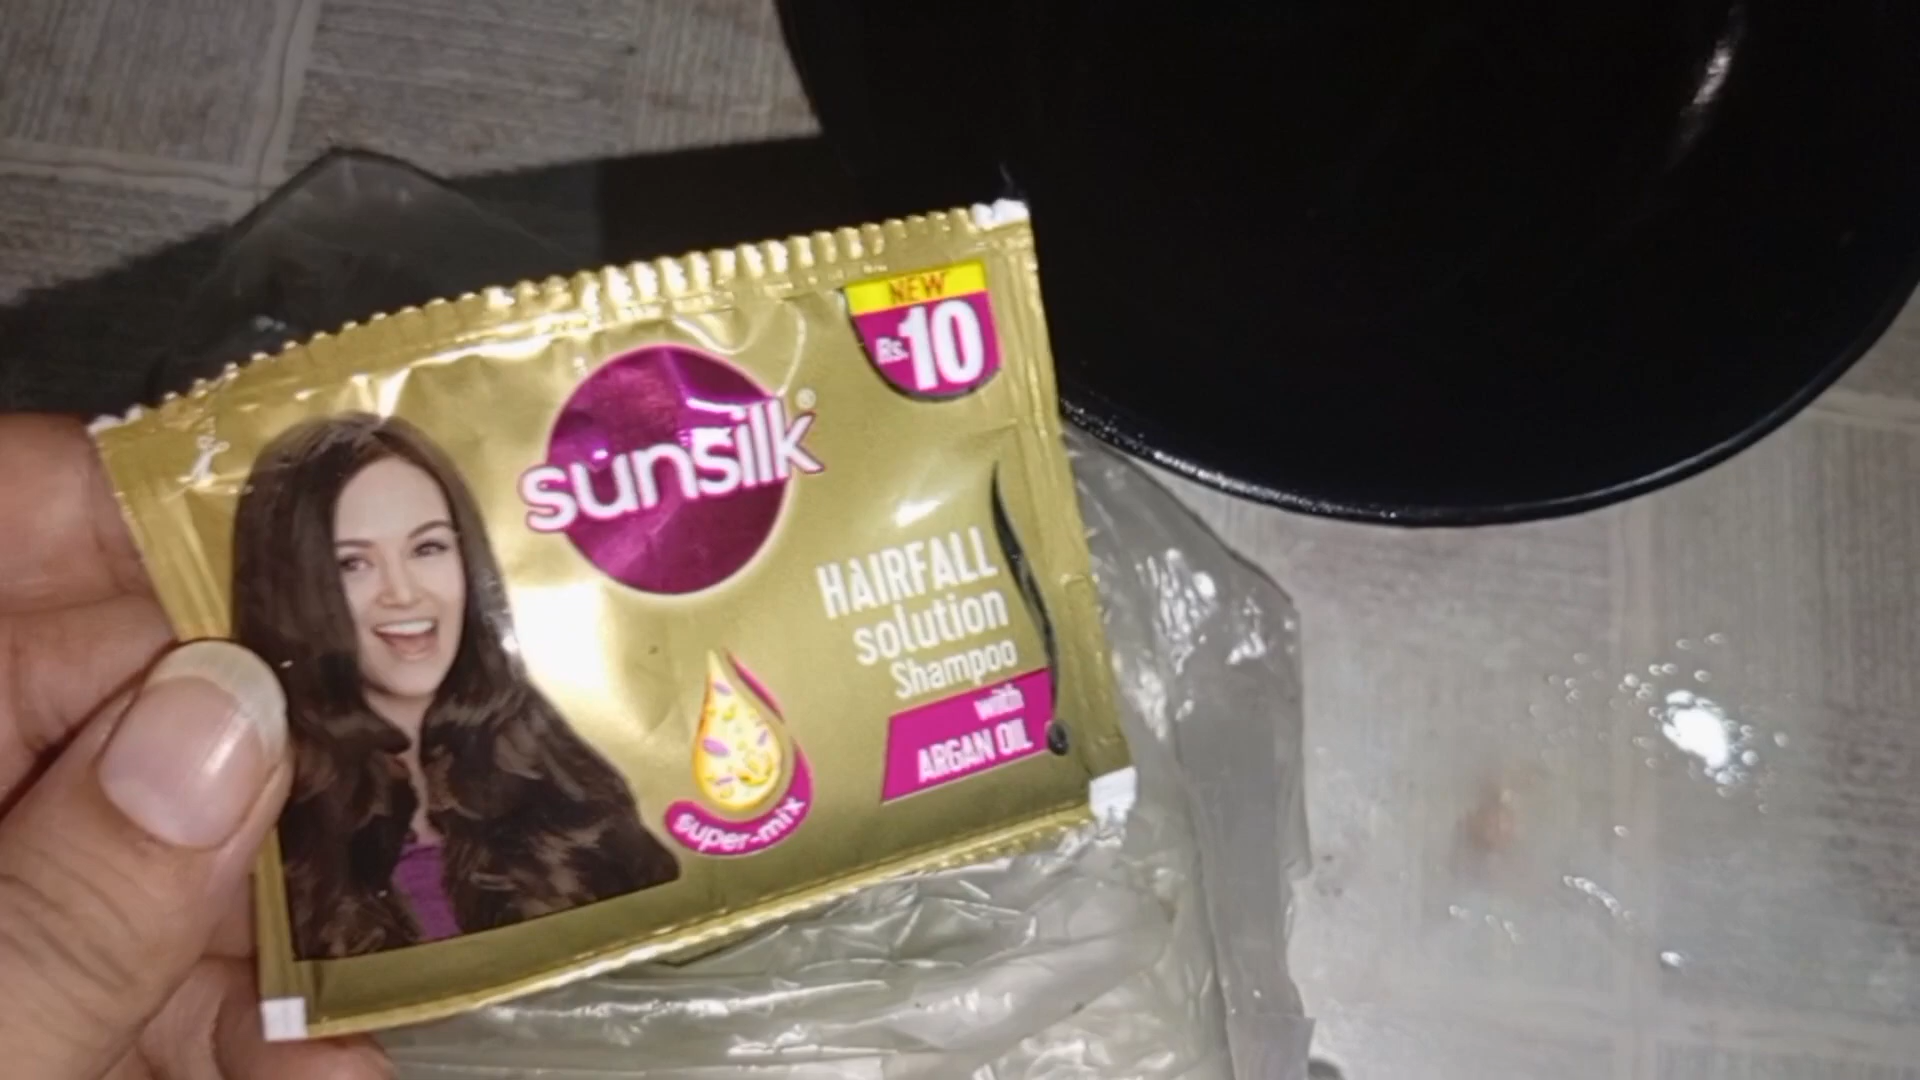 NEW
Rs.10
sunsilk®
HAIRFALL
solution
Shampoo
with
ARGAN OIL
super-mix